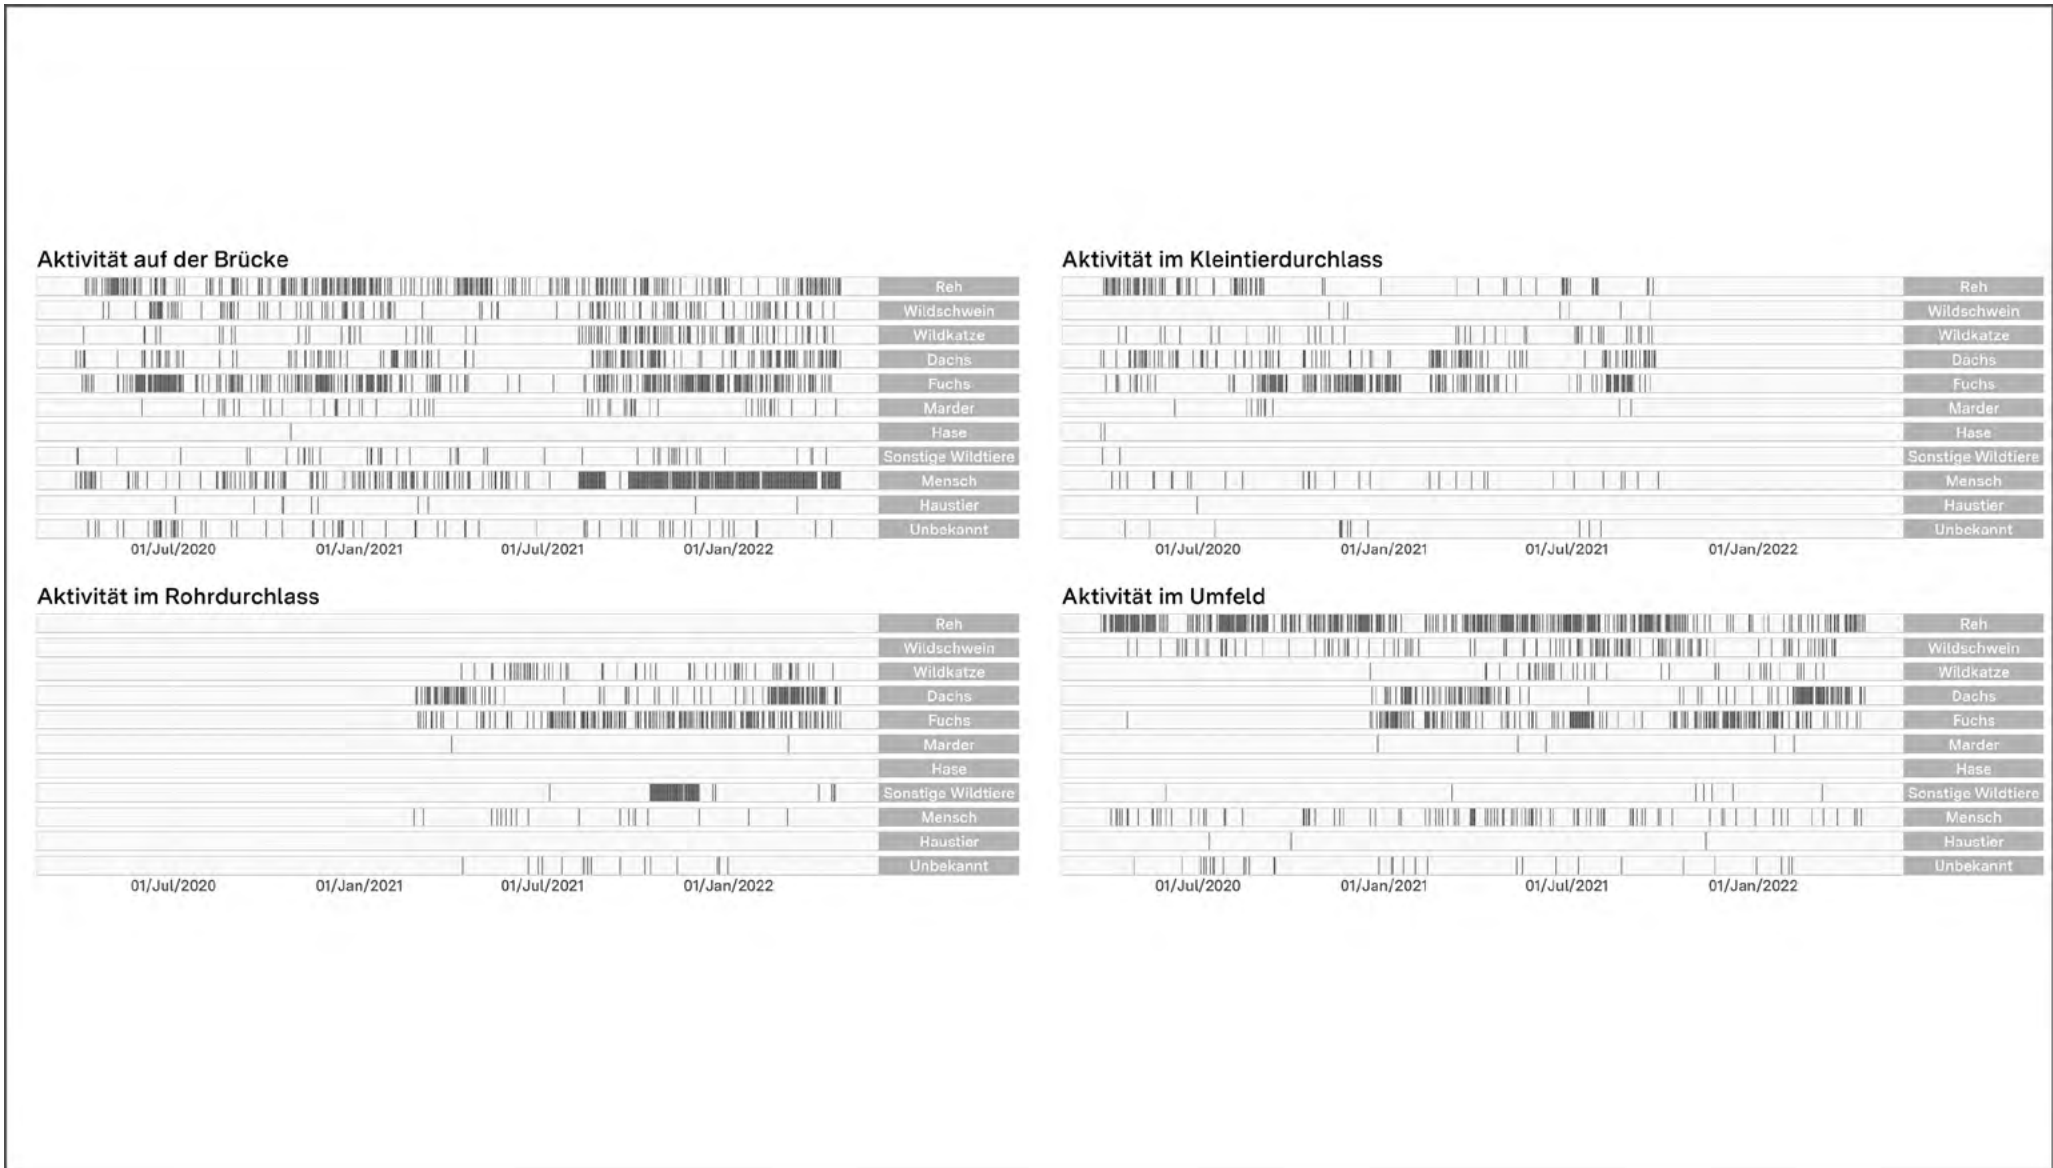 Aktivität auf der Brücke
Reh
Wildschwein
Wildkatze
Dachs
Fuchs
Marder
Hase
Sonstige Wildtiere
Mensch
Haustier
Unbekannt
01/Jul/2020 01/Jan/2021 01/Jul/2021 01/Jan/2022
Aktivität im Kleintierdurchlass
Reh
Wildschwein
Wildkatze
Dachs
Fuchs
Marder
Hase
Sonstige Wildtiere
Mensch
Haustier
Unbekannt
01/Jul/2020 01/Jan/2021 01/Jul/2021 01/Jan/2022
Aktivität im Rohrdurchlass
Reh
Wildschwein
Wildkatze
Dachs
Fuchs
Marder
Hase
Sonstige Wildtiere
Mensch
Haustier
Unbekannt
01/Jul/2020 01/Jan/2021 01/Jul/2021 01/Jan/2022
Aktivität im Umfeld
Reh
Wildschwein
Wildkatze
Dachs
Fuchs
Marder
Hase
Sonstige Wildtiere
Mensch
Haustier
Unbekannt
01/Jul/2020 01/Jan/2021 01/Jul/2021 01/Jan/2022